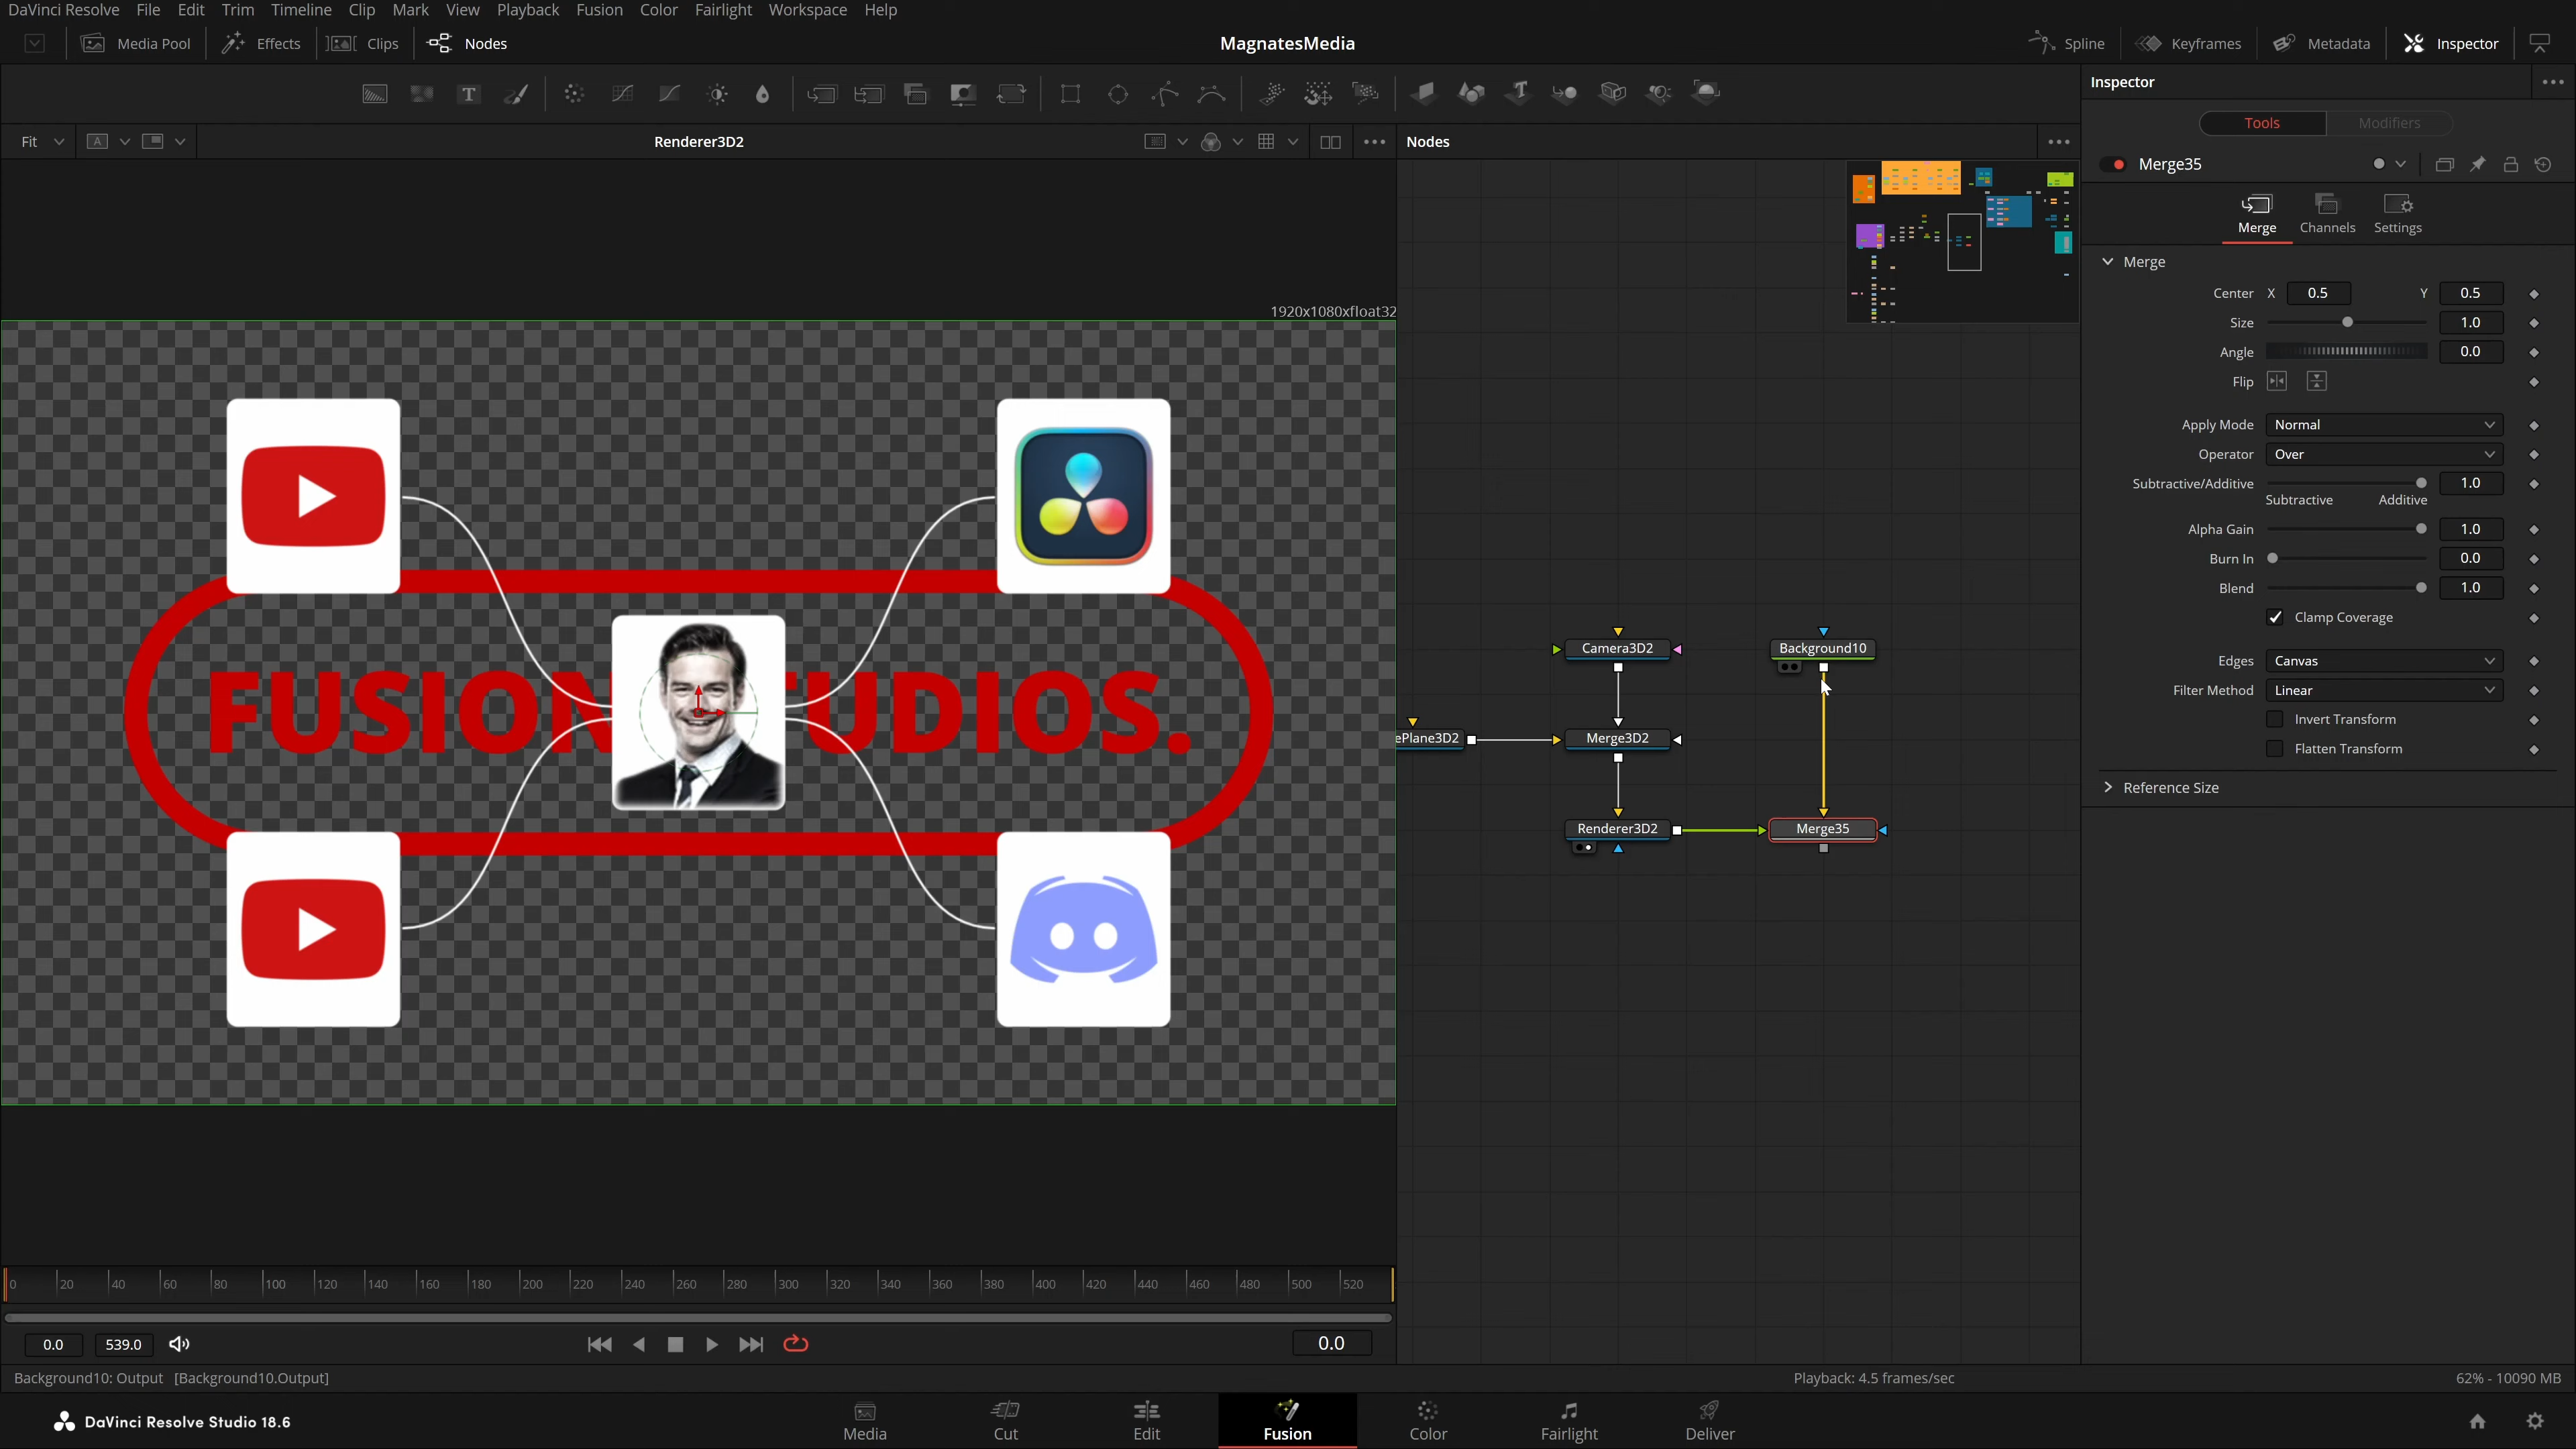 DaVinci Resolve File Edit Trim Timeline Clip Mark View Playback Fusion Color Fairlight Workspace Help
Media Pool Effects Clips Nodes MagnatesMedia Spline Keyframes Metadata Inspector
T T
Inspector
Fit A Renderer3D2 Nodes
Tools Modifiers
Merge35
Merge Channels Settings
Merge
Center X 0.5 Y 0.5
1920x1080xfloat32
Size 1.0
Angle 0.0
Flip
Apply Mode Normal
Operator Over
Subtractive/Additive 1.0
Subtractive Additive
Alpha Gain 1.0
Burn In 0.0
Blend 1.0
Clamp Coverage
Edges Canvas
Filter Method Linear
Invert Transform
Flatten Transform
Reference Size
FUSION
TUDIOS.
Camera3D2 Background10
ePlane3D2 Merge3D2
Renderer3D2 Merge35
0 20 40 60 80 100 120 140 160 180 200 220 240 260 280 300 320 340 360 380 400 420 440 460 480 500 520
0.0 539.0 0.0
Background10: Output [Background10.Output] Playback: 4.5 frames/sec 62% - 10090 MB
DaVinci Resolve Studio 18.6
Media Cut Edit Fusion Color Fairlight Deliver